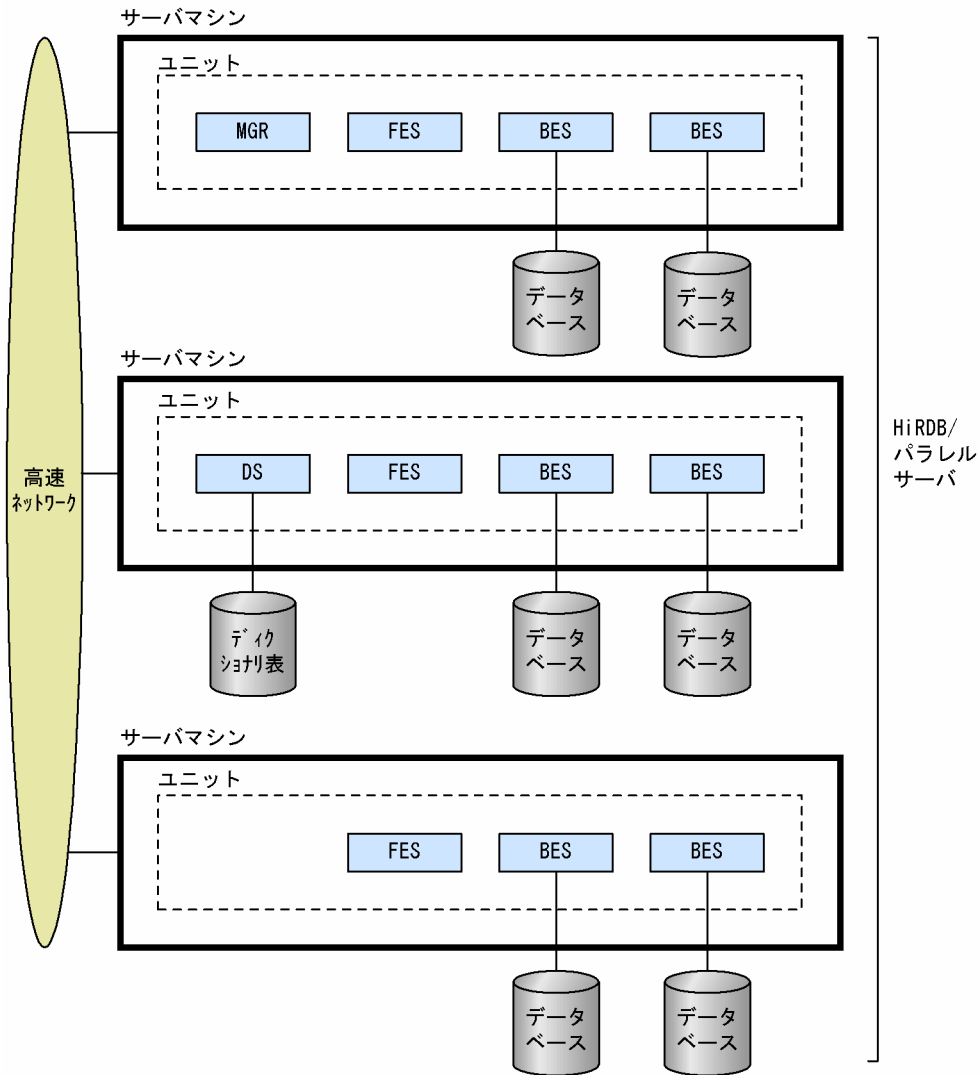 サーバマシン
ユニット
MGR
FES
BES
BES
データ
ベース
データ
ベース
サーバマシン
ユニット
DS
FES
BES
BES
ディク
ショナリ表
データ
ベース
データ
ベース
サーバマシン
ユニット
FES
BES
BES
データ
ベース
データ
ベース
高速
ネットワーク
HiRDB/
パラレル
サーバ